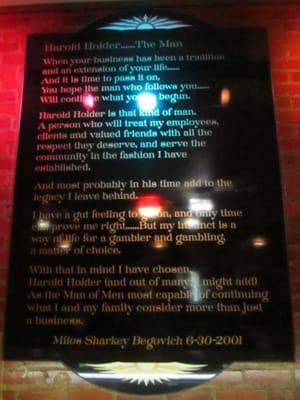 Harold Holder......The Man
When your business has been a tradition
and an extension of your life......
And it is time to pass it on,
You hope the man who follows you......
Will continue what begun.
Harold Holder is that kind of man.
A person who will treat my employees,
clients and valued friends with all the
respect they deserve, and serve the
community in the fashion I have
established.
And most probably in his time add to the
legacy I leave behind.
I have a gut feeling to on, and only time
can prove me right......But my instinct is a
way of life for a gambler and gambling,
a matter of choice.
With that in mind I have chosen,
Harold Holder (and out of many I might add)
As the Man of Men most capable of continuing
what I and my family consider more than just
a business.
Milos Sharkey Begovich 6-30-2001